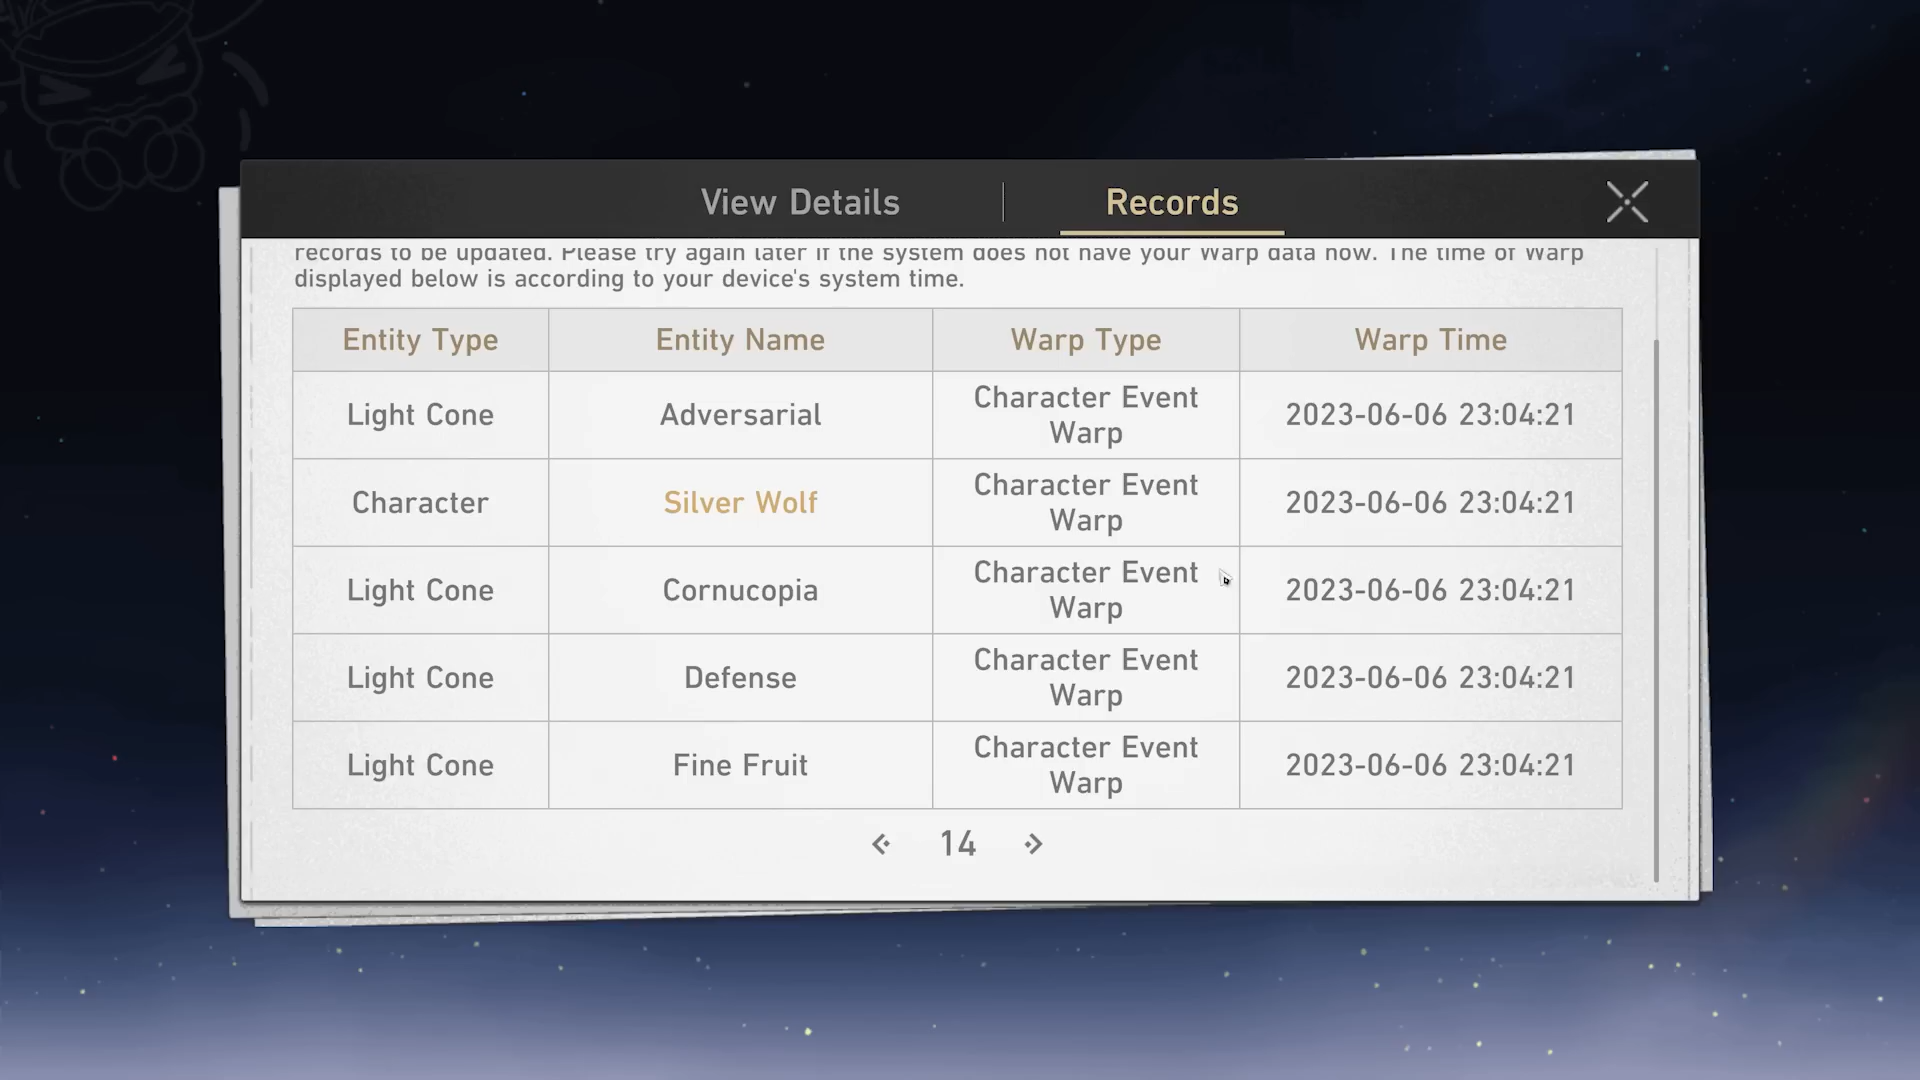 View Details
Records
records to be updated. Please try again later if the system does not have your Warp data now. The time of Warp
displayed below is according to your device's system time.
Entity Type Entity Name Warp Type Warp Time
Light Cone Adversarial Character Event Warp 2023-06-06 23:04:21
Character Silver Wolf Character Event Warp 2023-06-06 23:04:21
Light Cone Cornucopia Character Event Warp 2023-06-06 23:04:21
Light Cone Defense Character Event Warp 2023-06-06 23:04:21
Light Cone Fine Fruit Character Event Warp 2023-06-06 23:04:21
14